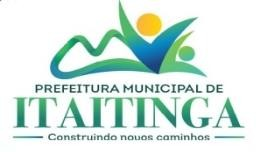 PREFEITURA MUNICIPAL DE
ITAITINGA
Construindo novos caminhos